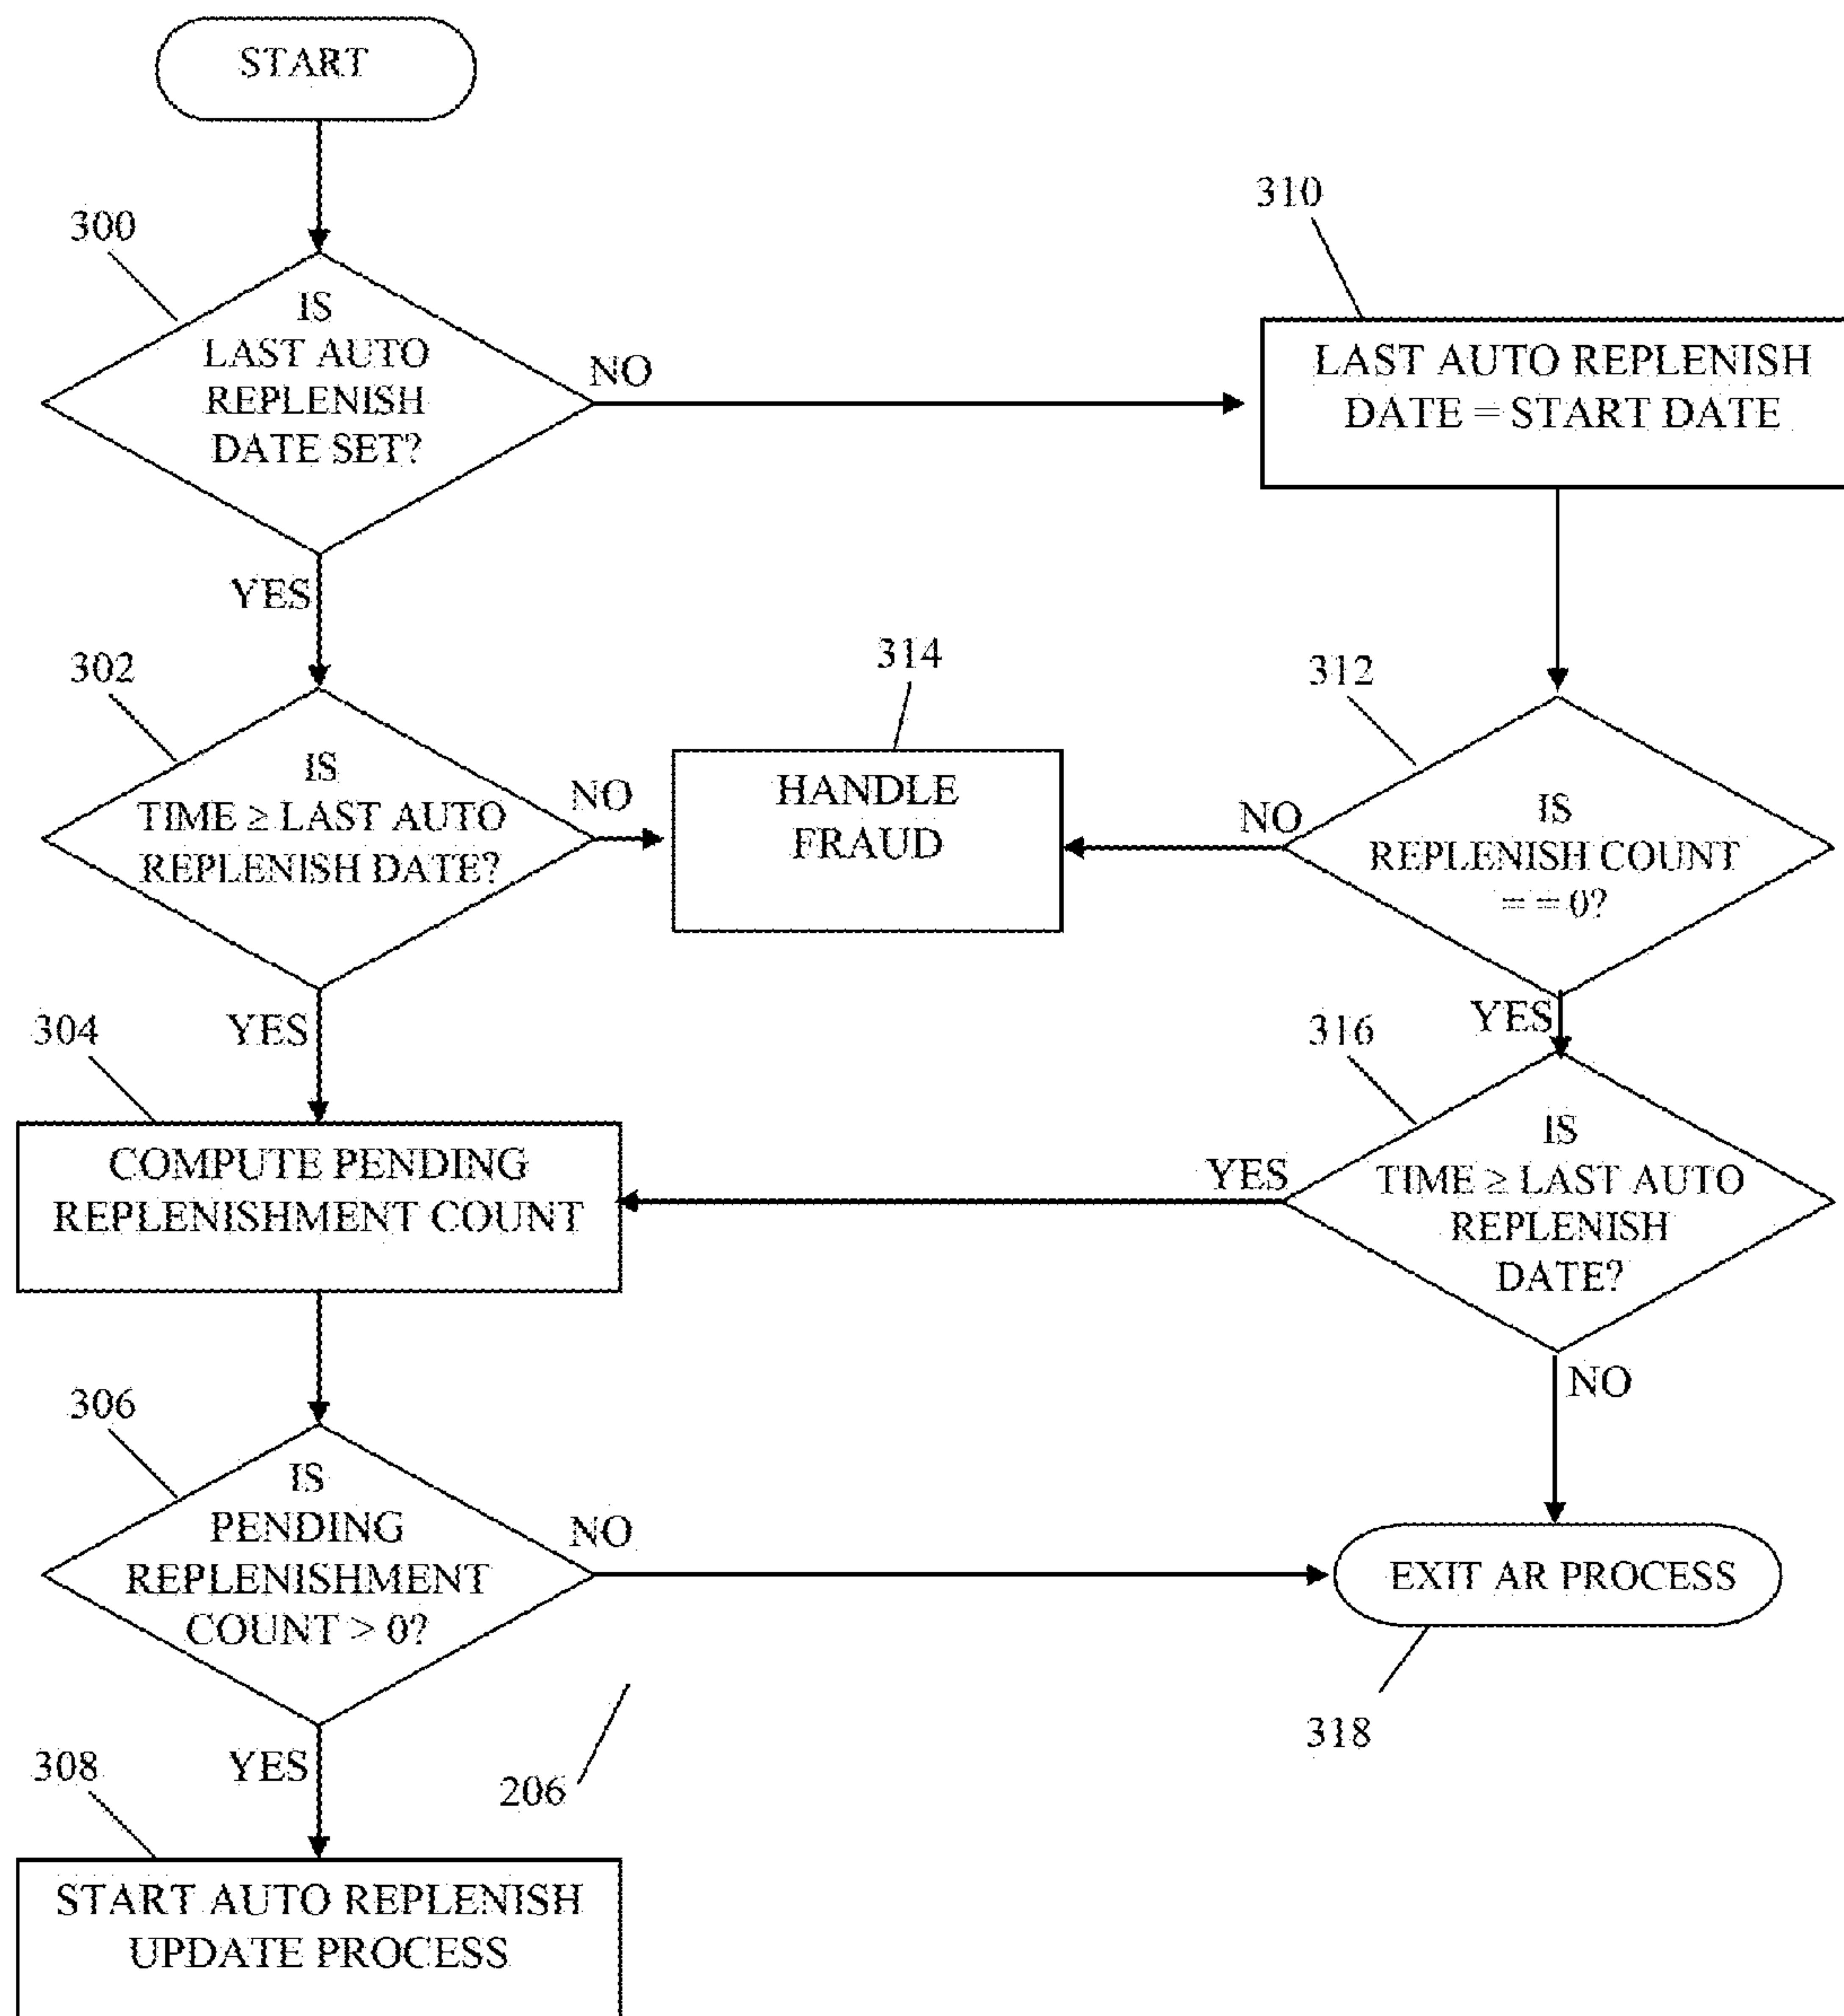 START
300
IS
LAST AUTO
REPLENISH
DATE SET?
NO
310
LAST AUTO REPLENISH
DATE = START DATE
YES
302
IS
TIME ≥ LAST AUTO
REPLENISH DATE?
NO
314
HANDLE
FRAUD
312
NO
IS
REPLENISH COUNT
= = 0?
YES
304
COMPUTE PENDING
REPLENISHMENT COUNT
YES
316
YES
IS
TIME ≥ LAST AUTO
REPLENISH
DATE?
NO
306
IS
PENDING
REPLENISHMENT
COUNT > 0?
NO
EXIT AR PROCESS
318
206
YES
308
START AUTO REPLENISH
UPDATE PROCESS